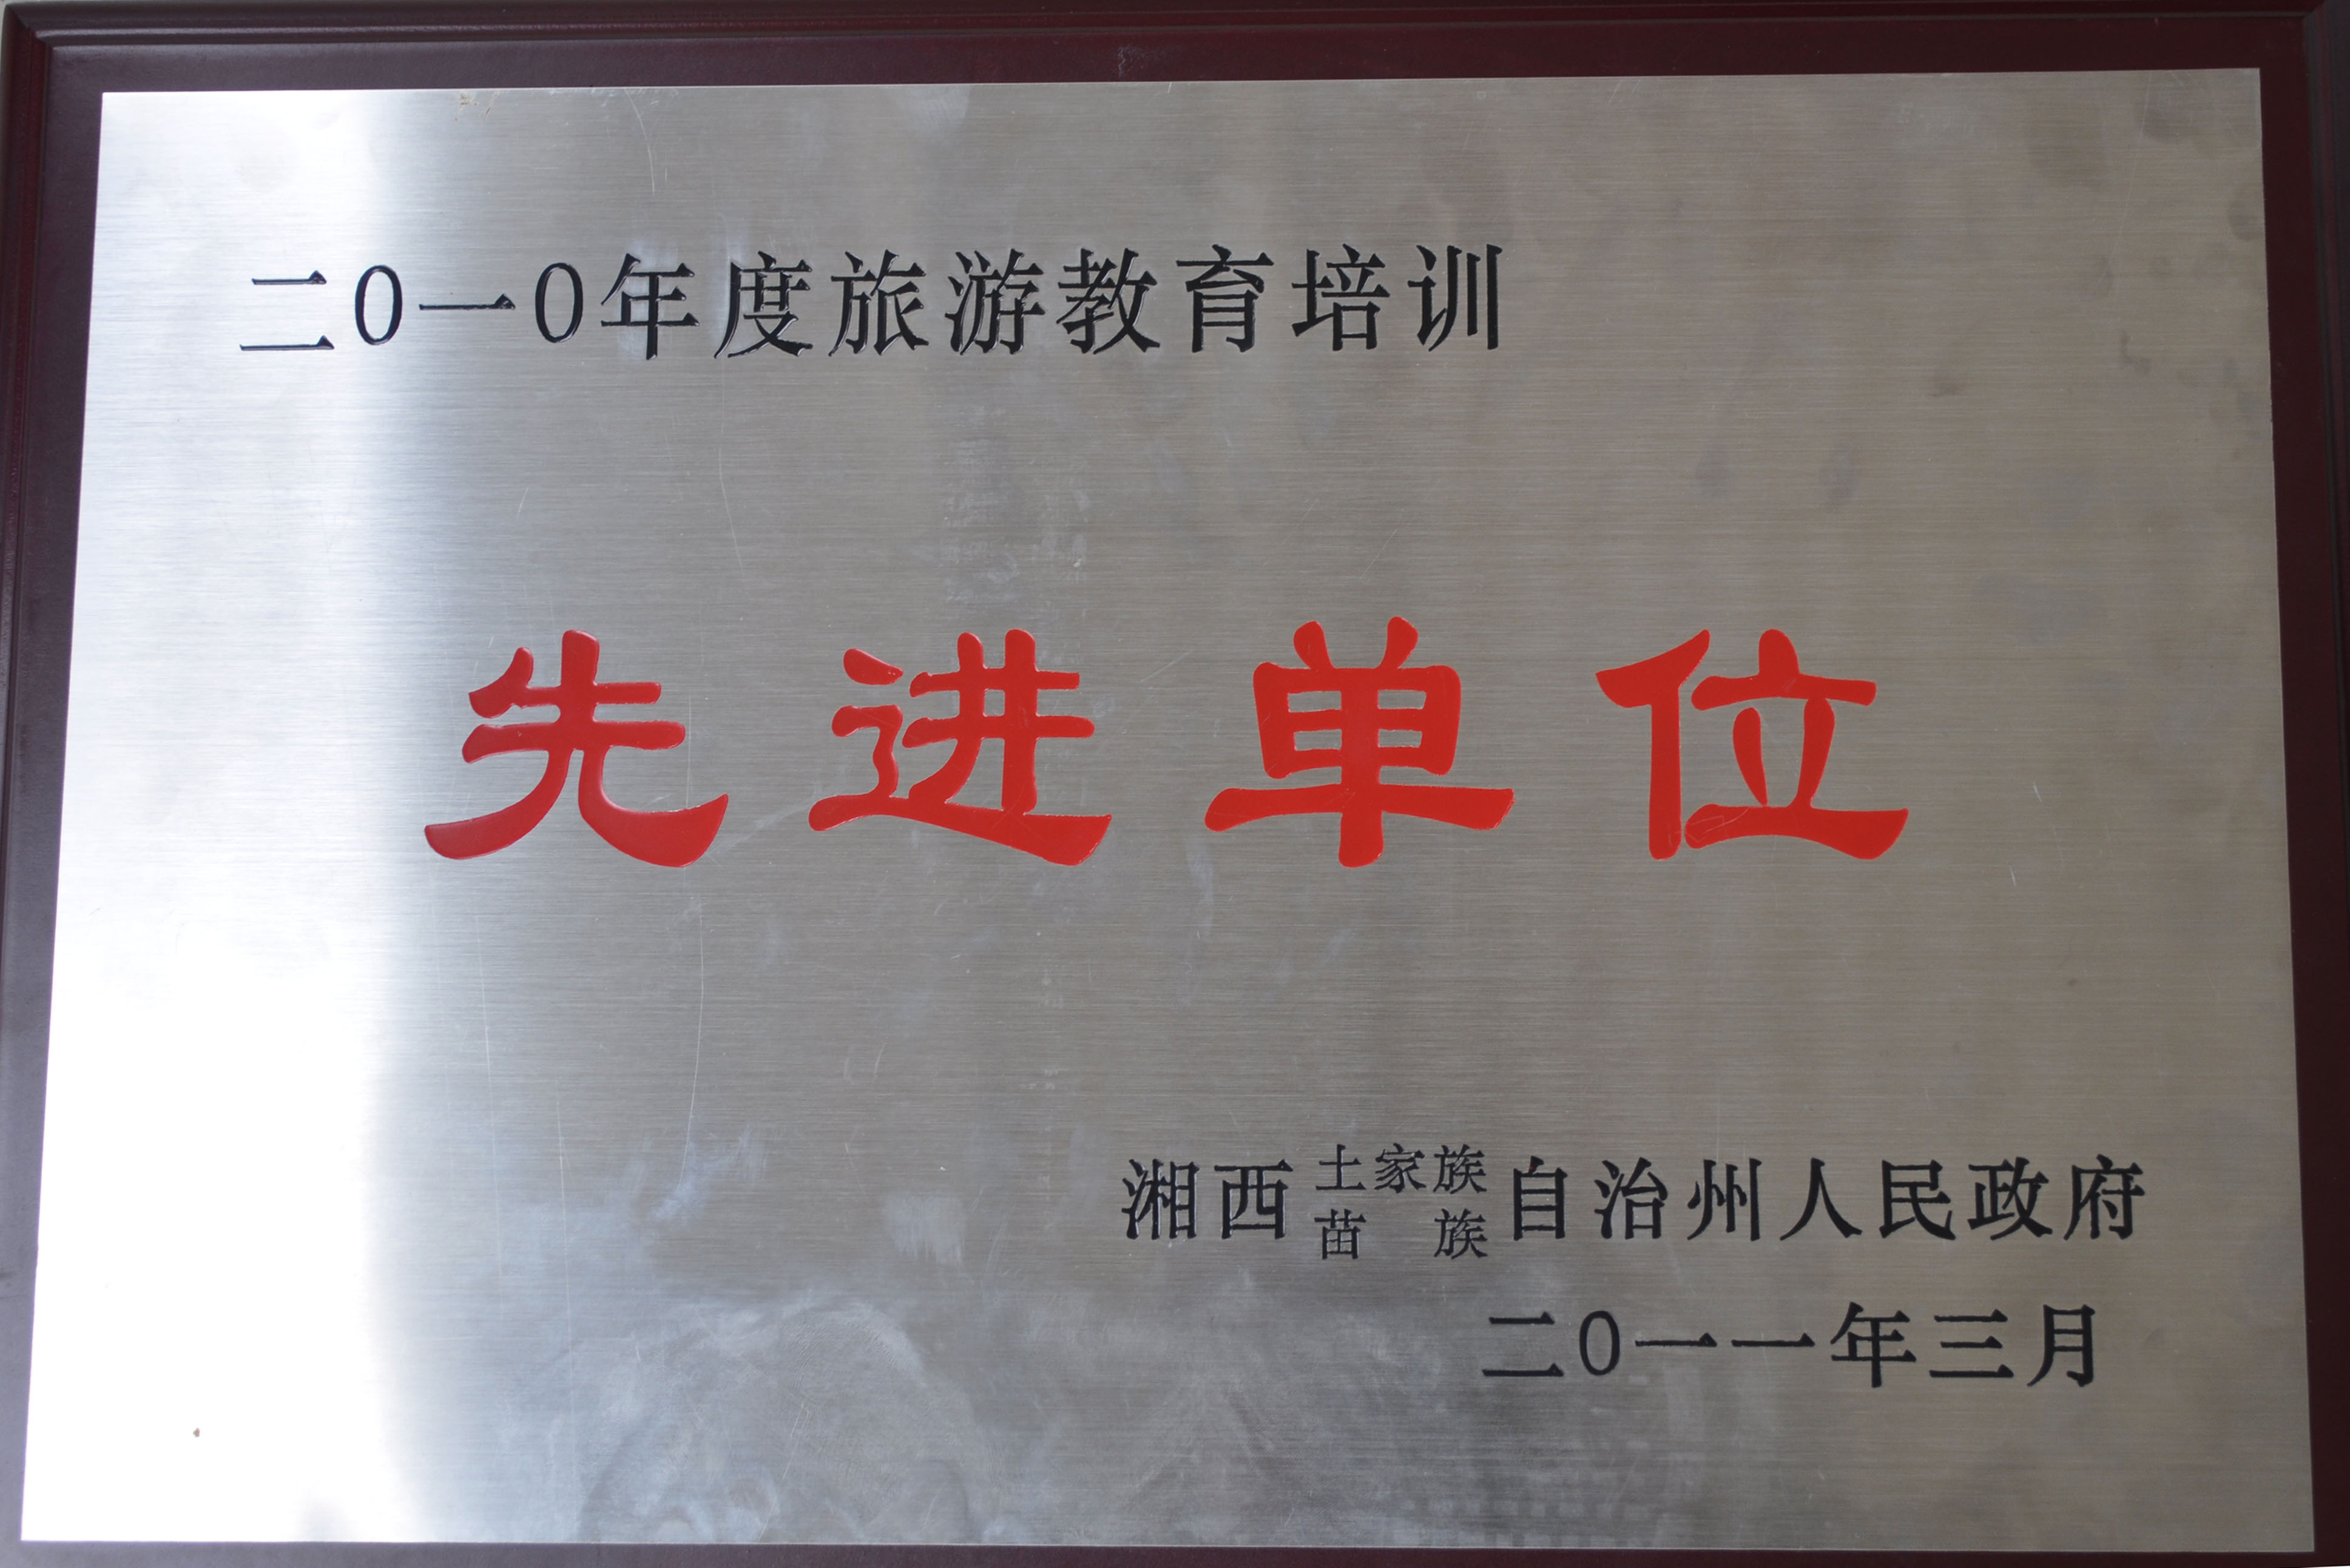 二0一0年度旅游教育培训
先进单位
湘西土家族苗族自治州人民政府
二0一一年三月